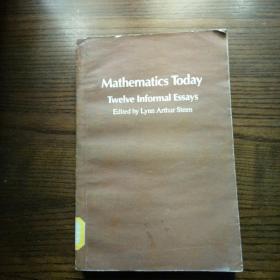 Mathematics Today
Twelve Informal Essays
Edited by Lynn Arthur Steen